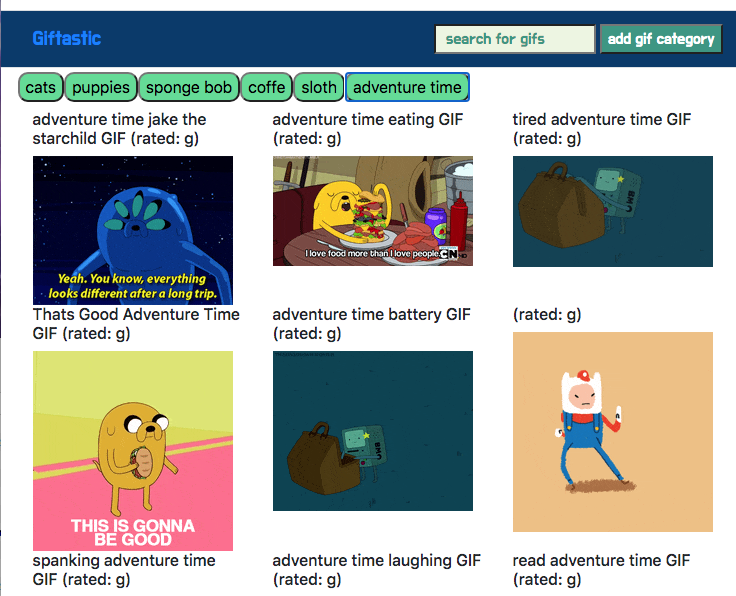 Giftastic
search for gifs
add gif category
cats
puppies
sponge bob
coffe
sloth
adventure time
adventure time jake the
starchild GIF (rated: g)
adventure time eating GIF
(rated: g)
tired adventure time GIF
(rated: g)
Yeah. You know, everything
looks different after a long trip.
I love food more than I love people.
CN
BMO
Thats Good Adventure Time
GIF (rated: g)
adventure time battery GIF
(rated: g)
(rated: g)
THIS IS GONNA
BE GOOD
BMO
spanking adventure time
GIF (rated: g)
adventure time laughing GIF
(rated: g)
read adventure time GIF
(rated: g)